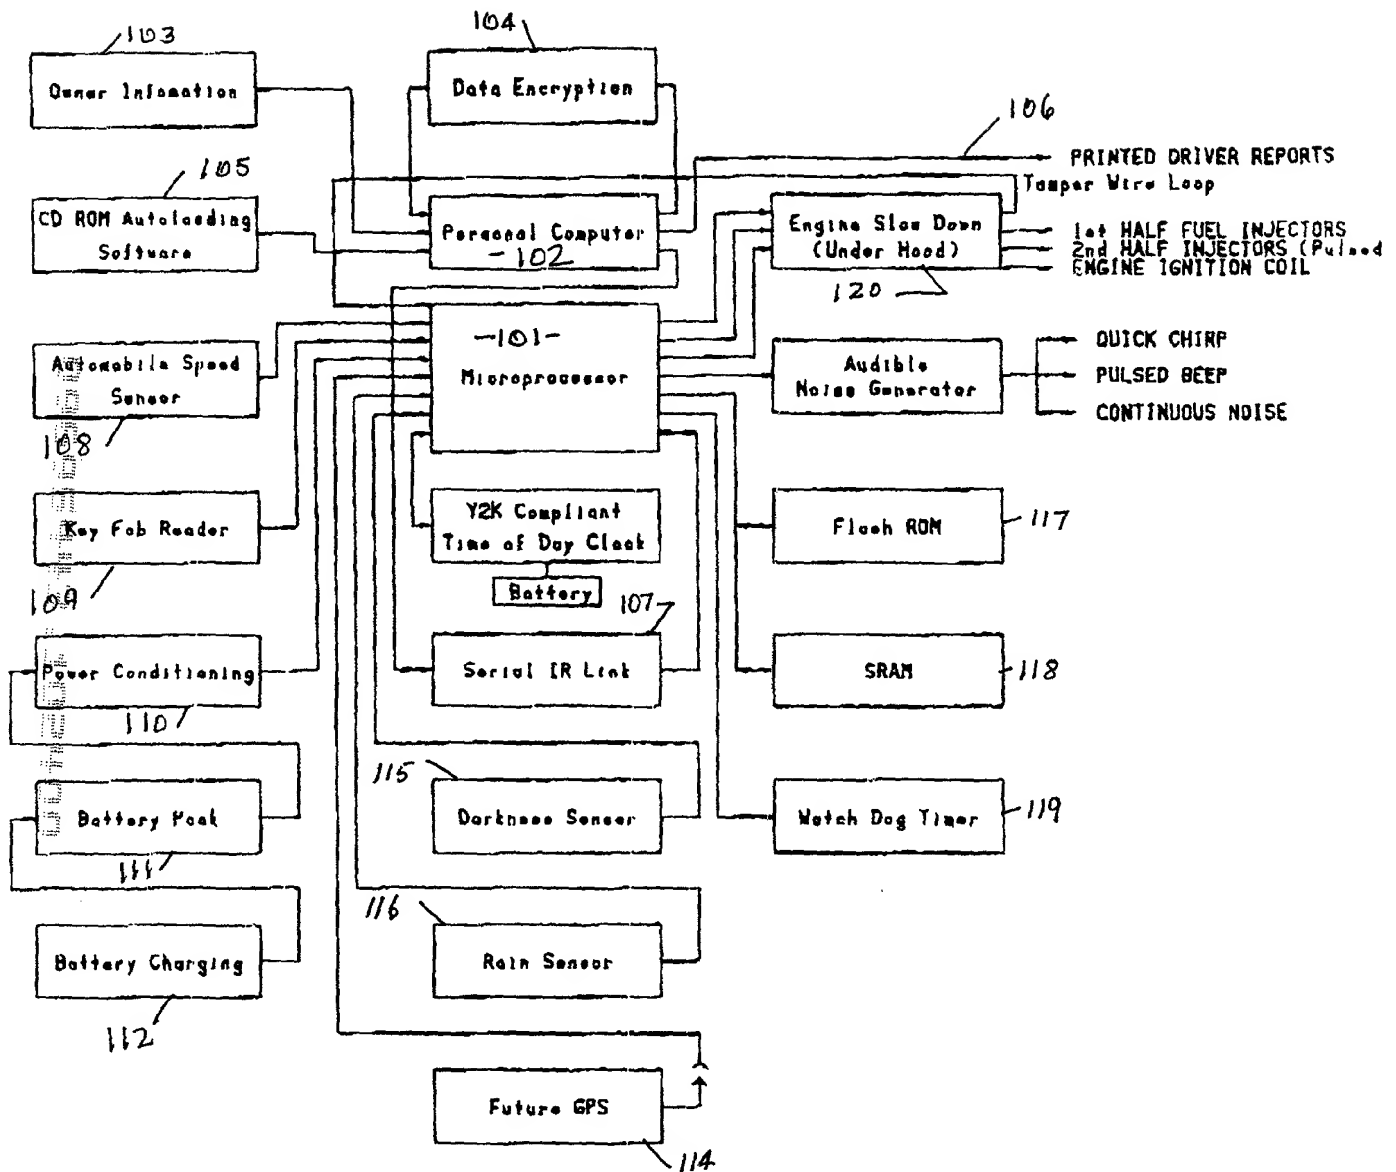 103
Owner Infomation
104
Data Encryption
106
PRINTED DRIVER REPORTS
Tamper Wire Loop
105
CD ROM Autoloading
Software
Personal Computer
-102
Engine Slow Down
(Under Hood)
120
1st HALF FUEL INJECTORS
2nd HALF INJECTORS (Pulsed
ENGINE IGNITION COIL
-101-
Microprocessor
Automobile Speed
Sensor
108
Audible
Noise Generator
QUICK CHIRP
PULSED BEEP
CONTINUOUS NOISE
Key Fob Reader
109
Y2K Compliant
Time of Day Clock
Battery
Flash ROM
117
107
Serial IR Link
Power Conditioning
110
SRAM
118
Battery Pack
111
115
Darkness Sensor
Watch Dog Timer
119
Battery Charging
112
116
Rain Sensor
Future GPS
114